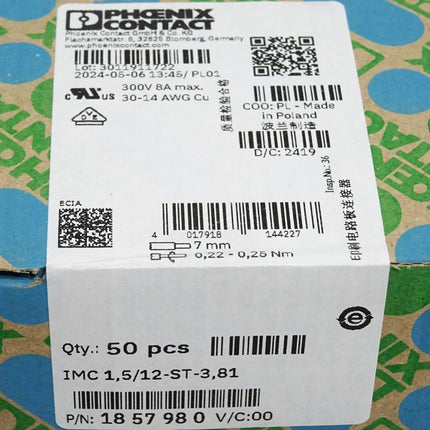 PHOENIX
CONTACT
Phoenix Contact GmbH & Co. KG
Flachsmarktstr. 8, 32825 Blomberg, Germany
www.phoenixcontact.com
Lot: 3011911722
2024-05-06 13:45/ PL01
300V 8A max.
30-14 AWG Cu
质量检验合格
COO: PL - Made
in Poland
波兰制造
D/C: 2419
Insp.No.: 36
印刷电路板连接器
ECIA
4 017918 144227
7 mm
0,22 - 0,25 Nm
Qty.: 50 pcs
IMC 1,5/12-ST-3,81
P/N: 18 57 98 0 V/C:00